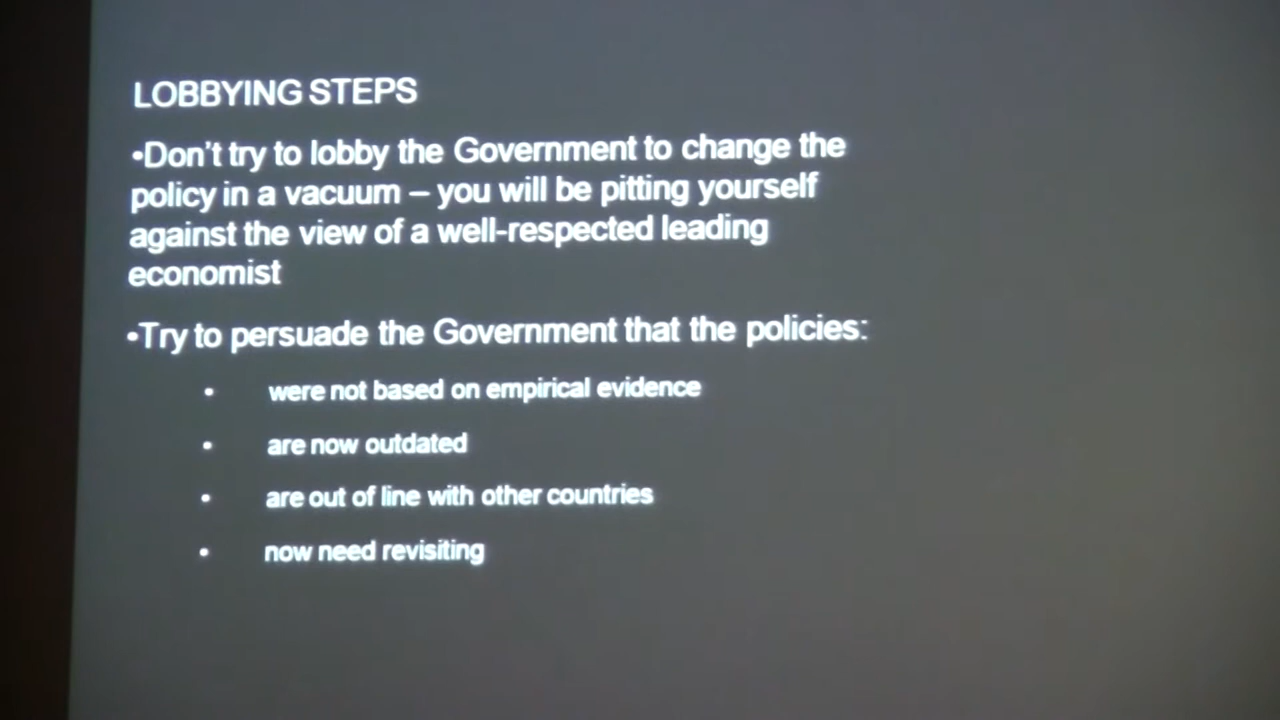 LOBBYING STEPS
•Don't try to lobby the Government to change the
policy in a vacuum – you will be pitting yourself
against the view of a well-respected leading
economist
•Try to persuade the Government that the policies:
• were not based on empirical evidence
• are now outdated
• are out of line with other countries
• now need revisiting